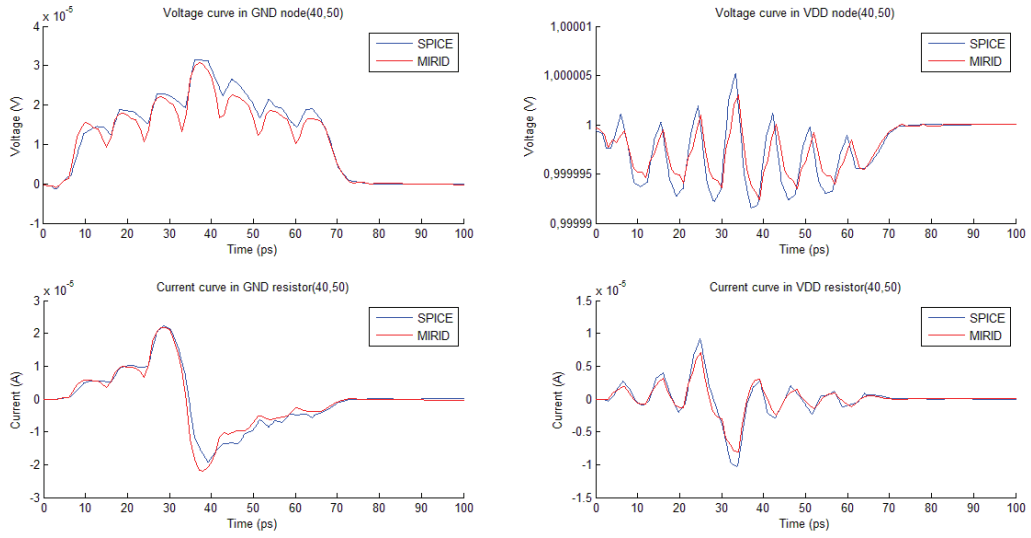 Voltage curve in GND node(40,50)
x 10-5
4
3
2
1
0
-1
Voltage (V)
SPICE
MIRID
0 10 20 30 40 50 60 70 80 90 100
Time (ps)
Voltage curve in VDD node(40,50)
1,00001
1,000005
1
0,999995
0,99999
Voltage (V)
SPICE
MIRID
0 10 20 30 40 50 60 70 80 90 100
Time (ps)
Current curve in GND resistor(40,50)
x 10-5
3
2
1
0
-1
-2
-3
Current (A)
SPICE
MIRID
0 10 20 30 40 50 60 70 80 90 100
Time (ps)
Current curve in VDD resistor(40,50)
x 10-5
1.5
1
0.5
0
-0.5
-1
-1.5
Current (A)
SPICE
MIRID
0 10 20 30 40 50 60 70 80 90 100
Time (ps)